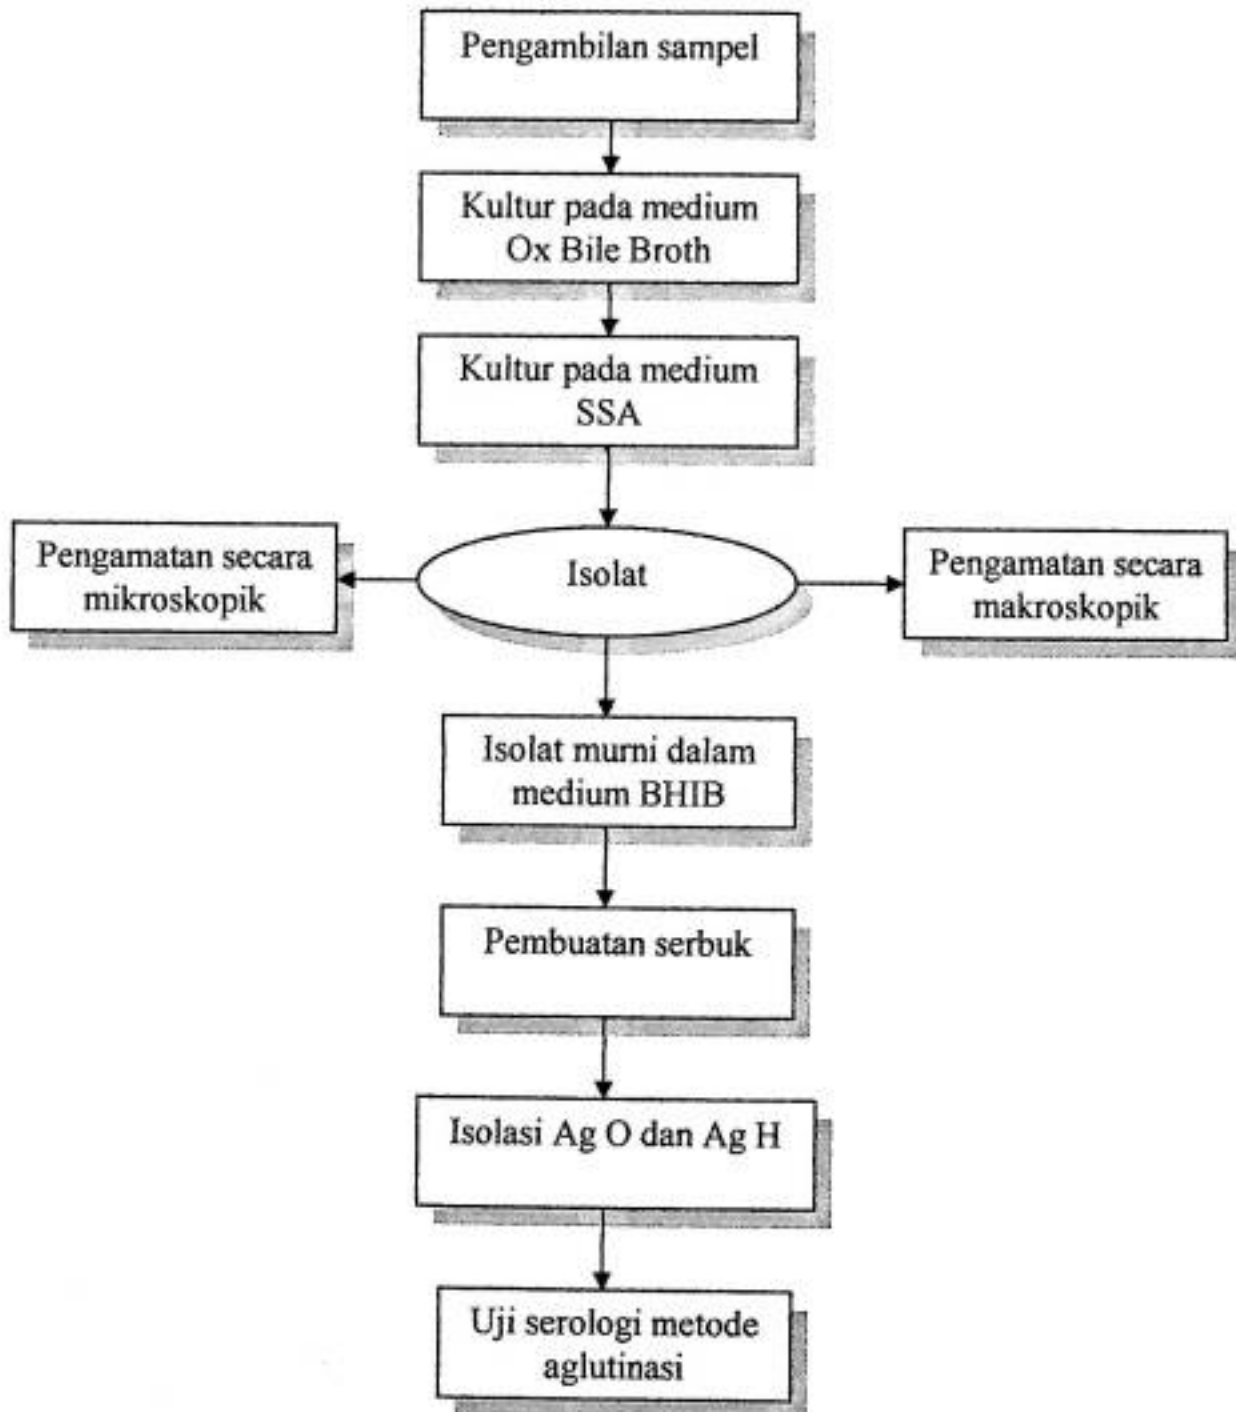 Pengambilan sampel
Kultur pada medium
Ox Bile Broth
Kultur pada medium
SSA
Pengamatan secara
mikroskopik
Isolat
Pengamatan secara
makroskopik
Isolat murni dalam
medium BHIB
Pembuatan serbuk
Isolasi Ag O dan Ag H
Uji serologi metode
aglutinasi